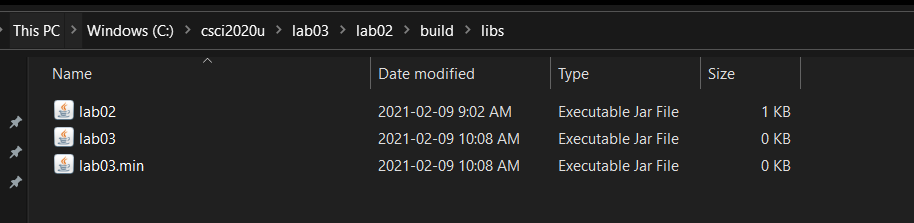 This PC > Windows (C:) > csci2020u > lab03 > lab02 > build > libs
Name Date modified Type Size
lab02 2021-02-09 9:02 AM Executable Jar File 1 KB
lab03 2021-02-09 10:08 AM Executable Jar File 0 KB
lab03.min 2021-02-09 10:08 AM Executable Jar File 0 KB